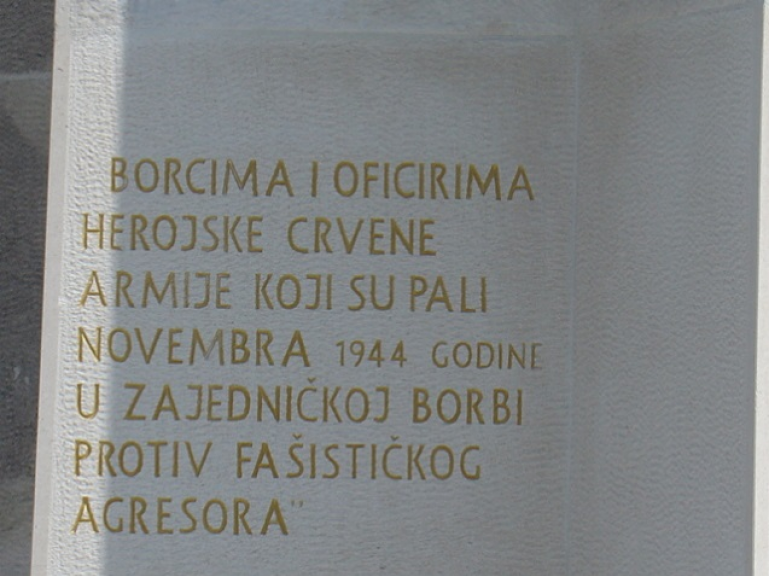 BORCIMA I OFICIRIMA
HEROJSKE CRVENE
ARMIJE KOJI SU PALI
NOVEMBRA 1944 GODINE
U ZAJEDNIČKOJ BORBI
PROTIV FAŠISTIČKOG
AGRESORA"